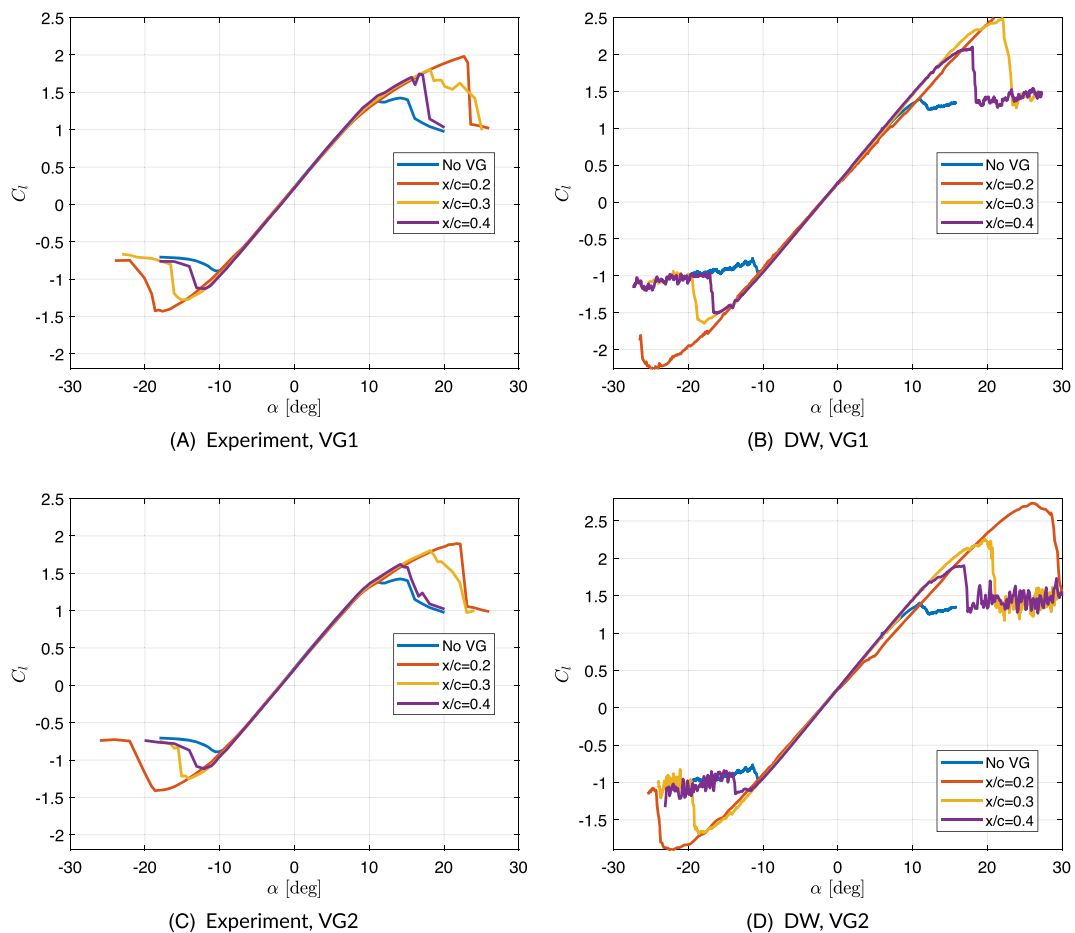 2.5
2
1.5
1
0.5
0
-0.5
-1
-1.5
-2
C_l
-30 -20 -10 0 10 20 30
α [deg]
No VG
x/c=0.2
x/c=0.3
x/c=0.4
(A) Experiment, VG1
2.5
2
1.5
1
0.5
0
-0.5
-1
-1.5
-2
C_l
-30 -20 -10 0 10 20 30
α [deg]
No VG
x/c=0.2
x/c=0.3
x/c=0.4
(B) DW, VG1
2.5
2
1.5
1
0.5
0
-0.5
-1
-1.5
-2
C_l
-30 -20 -10 0 10 20 30
α [deg]
No VG
x/c=0.2
x/c=0.3
x/c=0.4
(C) Experiment, VG2
2.5
2
1.5
1
0.5
0
-0.5
-1
-1.5
C_l
-30 -20 -10 0 10 20 30
α [deg]
No VG
x/c=0.2
x/c=0.3
x/c=0.4
(D) DW, VG2